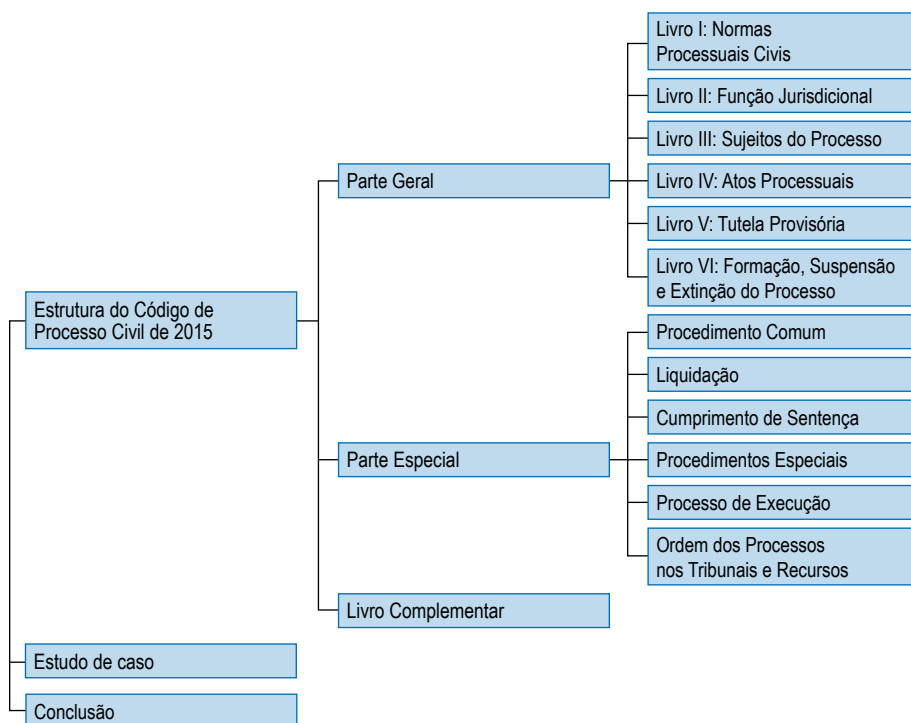 Estrutura do Código de
Processo Civil de 2015
Parte Geral
Livro I: Normas
Processuais Civis
Livro II: Função Jurisdicional
Livro III: Sujeitos do Processo
Livro IV: Atos Processuais
Livro V: Tutela Provisória
Livro VI: Formação, Suspensão
e Extinção do Processo
Parte Especial
Procedimento Comum
Liquidação
Cumprimento de Sentença
Procedimentos Especiais
Processo de Execução
Ordem dos Processos
nos Tribunais e Recursos
Livro Complementar
Estudo de caso
Conclusão